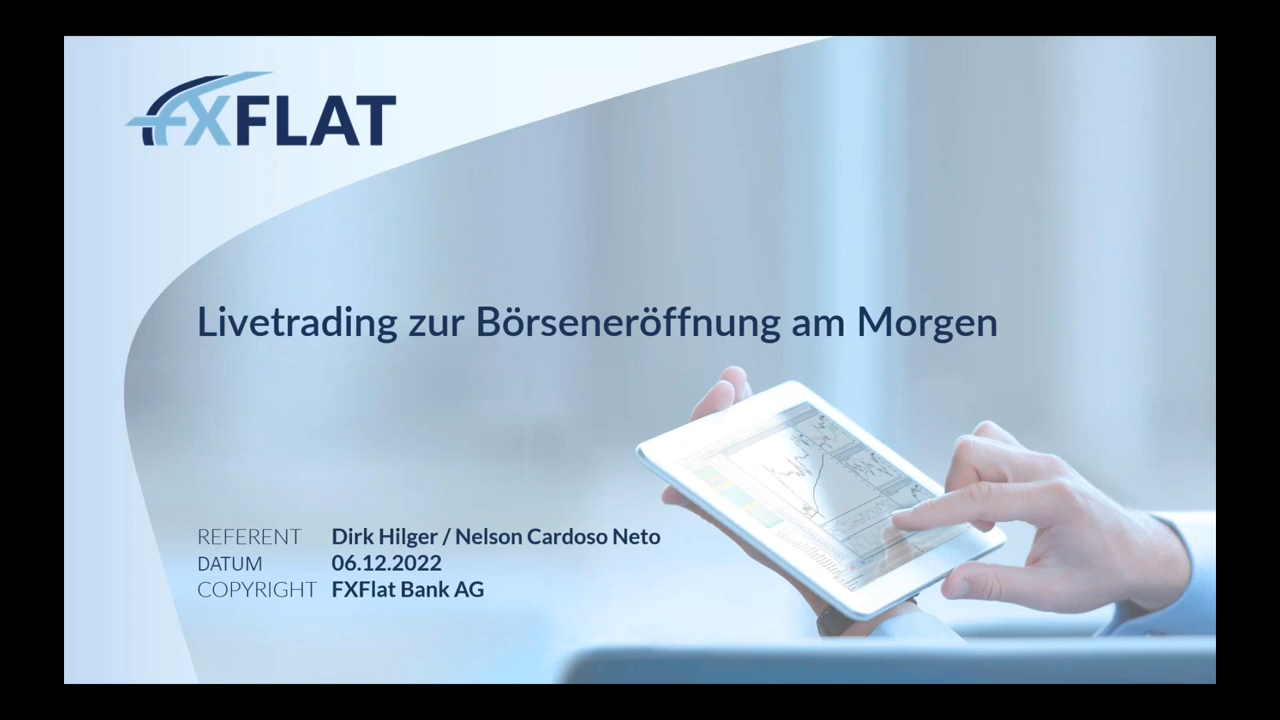 FXFLAT
Livetrading zur Börseneröffnung am Morgen
REFERENT Dirk Hilger / Nelson Cardoso Neto
DATUM 06.12.2022
COPYRIGHT FXFlat Bank AG